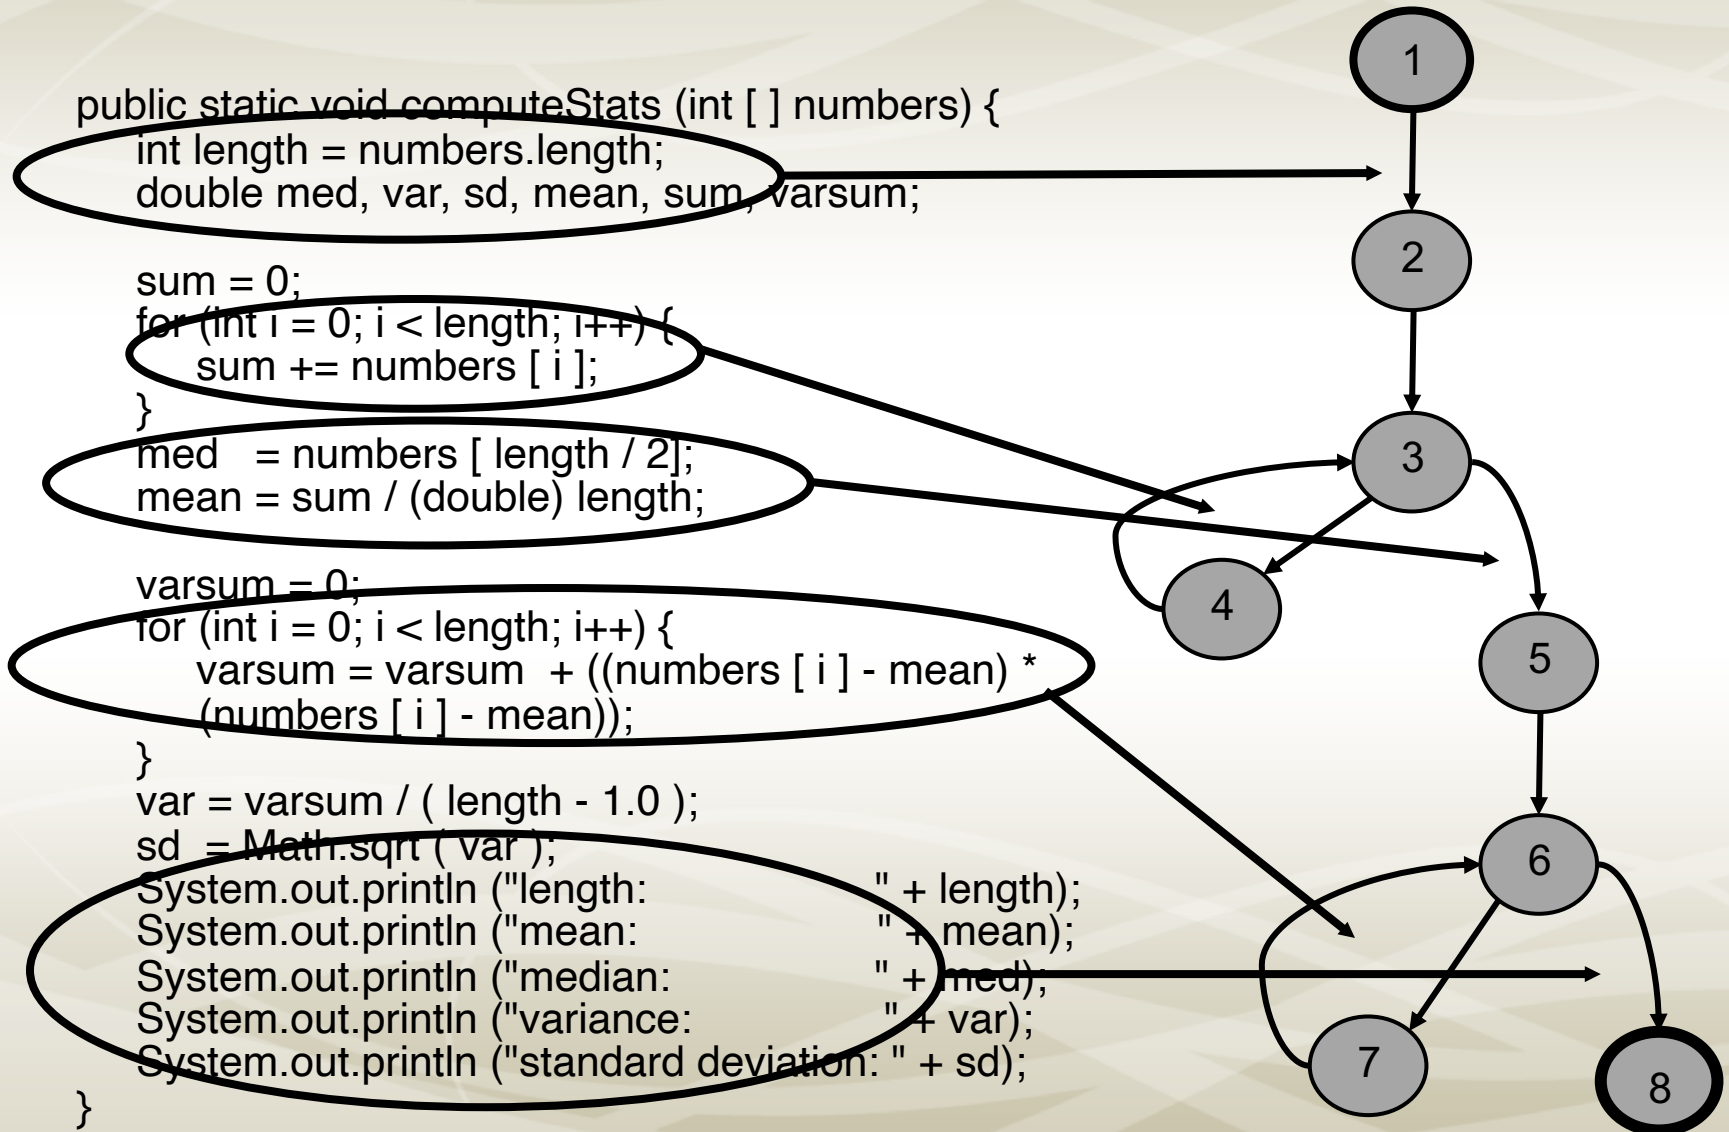 public static void computeStats (int [ ] numbers) {
int length = numbers.length;
double med, var, sd, mean, sum, varsum;
sum = 0;
for (int i = 0; i < length; i++) {
sum += numbers [ i ];
}
med = numbers [ length / 2];
mean = sum / (double) length;
varsum = 0;
for (int i = 0; i < length; i++) {
varsum = varsum + ((numbers [ i ] - mean) *
(numbers [ i ] - mean));
}
var = varsum / ( length - 1.0 );
sd = Math.sqrt ( var );
System.out.println ("length: " + length);
System.out.println ("mean: " + mean);
System.out.println ("median: " + med);
System.out.println ("variance: " + var);
System.out.println ("standard deviation: " + sd);
}
1
2
3
4
5
6
7
8